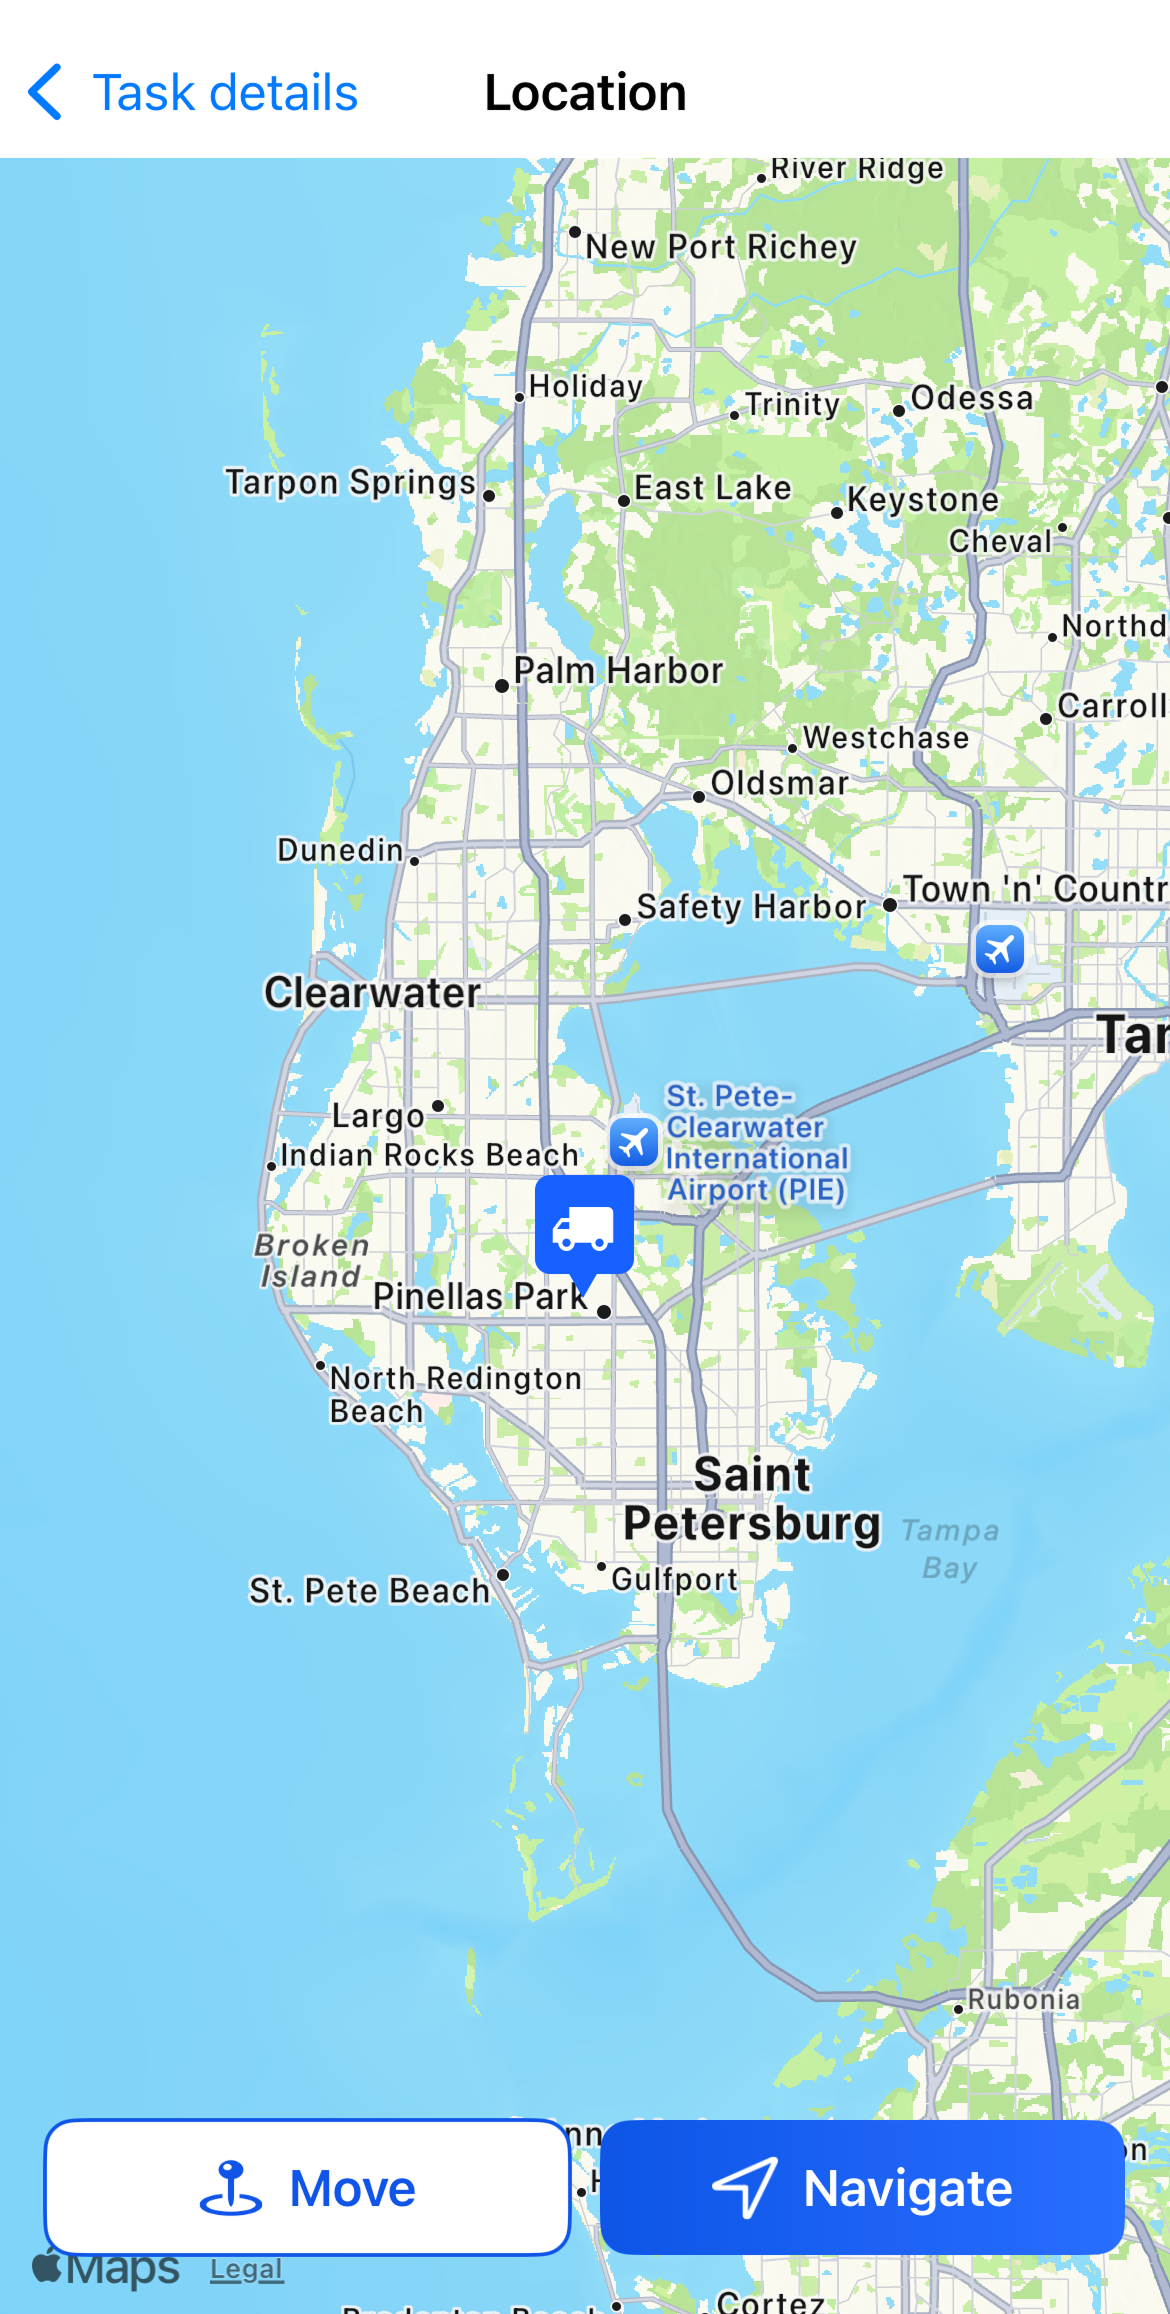 Task details
Location
River Ridge
New Port Richey
Holiday
Trinity
Odessa
Tarpon Springs
East Lake
Keystone
Cheval
Northd
Palm Harbor
Carroll
Westchase
Oldsmar
Dunedin
Town 'n' Countr
Safety Harbor
Clearwater
Tar
St. Pete-
Clearwater
International
Airport (PIE)
Largo
Indian Rocks Beach
Broken
Island
Pinellas Park
North Redington
Beach
Saint
Petersburg
Tampa
Bay
Gulfport
St. Pete Beach
Rubonia
Move
Navigate
Maps
Legal
Cortez